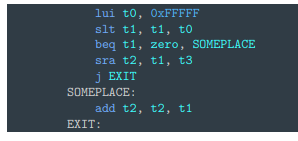 lui t0, 0xFFFFF
slt t1, t1, t0
beq t1, zero, SOMEPLACE
sra t2, t1, t3
j EXIT
SOMEPLACE:
add t2, t2, t1
EXIT: